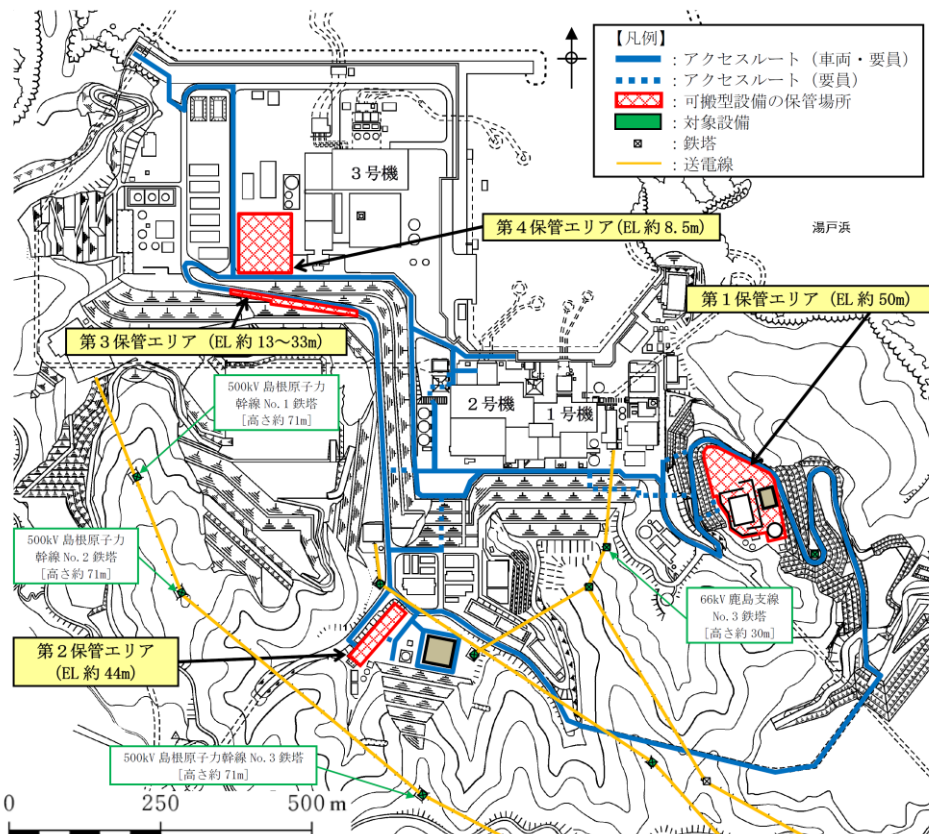 【凡例】
：アクセスルート（車両・要員）
：アクセスルート（要員）
：可搬型設備の保管場所
：対象設備
：鉄塔
：送電線
3号機
第4保管エリア(EL 約 8.5m)
湯戸浜
第1保管エリア (EL 約 50m)
第3保管エリア (EL 約 13～33m)
500kV 島根原子力
幹線 No.1 鉄塔
[高さ約 71m]
2号機
1号機
500kV 島根原子力
幹線 No.2 鉄塔
[高さ約 71m]
66kV 鹿島支線
No.3 鉄塔
[高さ約 30m]
第2保管エリア
(EL 約 44m)
500kV 島根原子力幹線 No.3 鉄塔
[高さ約 71m]
0 250 500 m